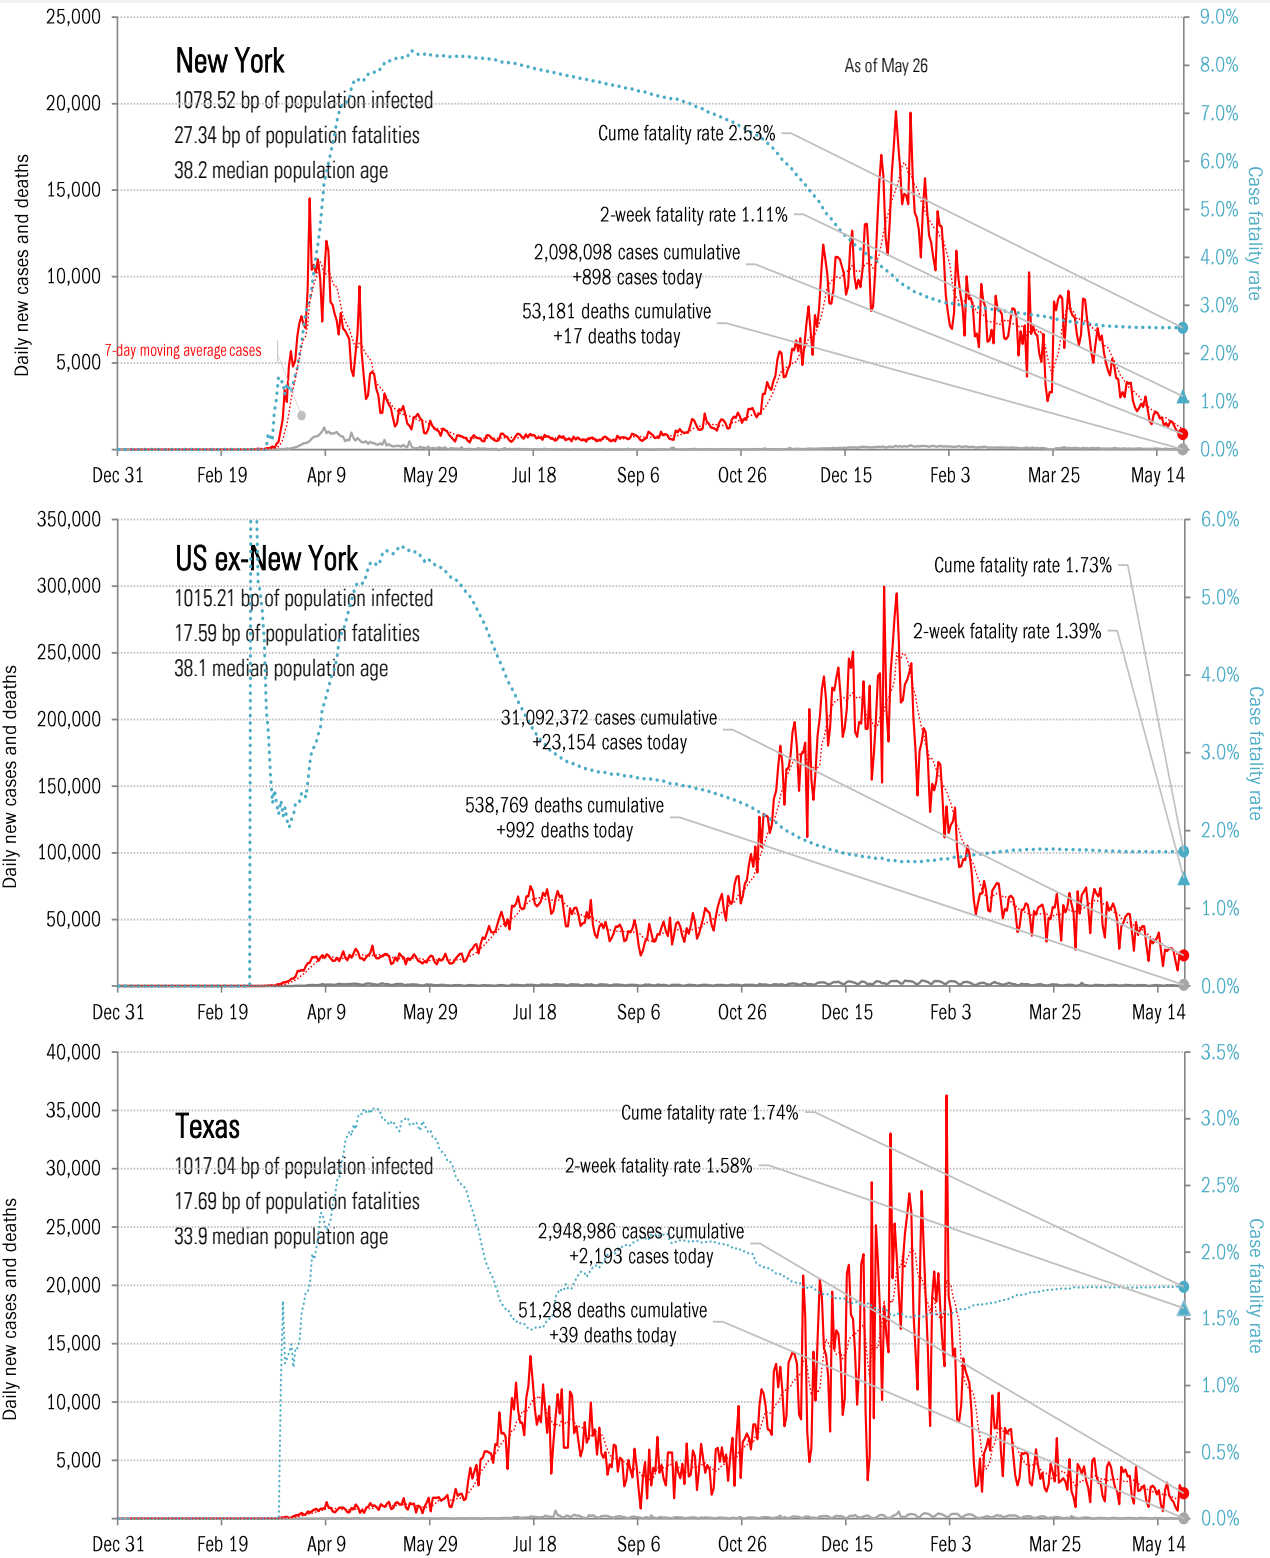 25,000
20,000
15,000
10,000
5,000
Daily new cases and deaths
New York
1078.52 bp of population infected
27.34 bp of population fatalities
38.2 median population age
As of May 26
Cume fatality rate 2.53%
2-week fatality rate 1.11%
2,098,098 cases cumulative
+898 cases today
53,181 deaths cumulative
+17 deaths today
7-day moving average cases
9.0%
8.0%
7.0%
6.0%
5.0%
4.0%
3.0%
2.0%
1.0%
0.0%
Case fatality rate
Dec 31 Feb 19 Apr 9 May 29 Jul 18 Sep 6 Oct 26 Dec 15 Feb 3 Mar 25 May 14
350,000
300,000
250,000
200,000
150,000
100,000
50,000
Daily new cases and deaths
US ex-New York
1015.21 bp of population infected
17.59 bp of population fatalities
38.1 median population age
Cume fatality rate 1.73%
2-week fatality rate 1.39%
31,092,372 cases cumulative
+23,154 cases today
538,769 deaths cumulative
+992 deaths today
6.0%
5.0%
4.0%
3.0%
2.0%
1.0%
0.0%
Case fatality rate
Dec 31 Feb 19 Apr 9 May 29 Jul 18 Sep 6 Oct 26 Dec 15 Feb 3 Mar 25 May 14
40,000
35,000
30,000
25,000
20,000
15,000
10,000
5,000
Daily new cases and deaths
Texas
1017.04 bp of population infected
17.69 bp of population fatalities
33.9 median population age
Cume fatality rate 1.74%
2-week fatality rate 1.58%
2,948,986 cases cumulative
+2,193 cases today
51,288 deaths cumulative
+39 deaths today
3.5%
3.0%
2.5%
2.0%
1.5%
1.0%
0.5%
0.0%
Case fatality rate
Dec 31 Feb 19 Apr 9 May 29 Jul 18 Sep 6 Oct 26 Dec 15 Feb 3 Mar 25 May 14